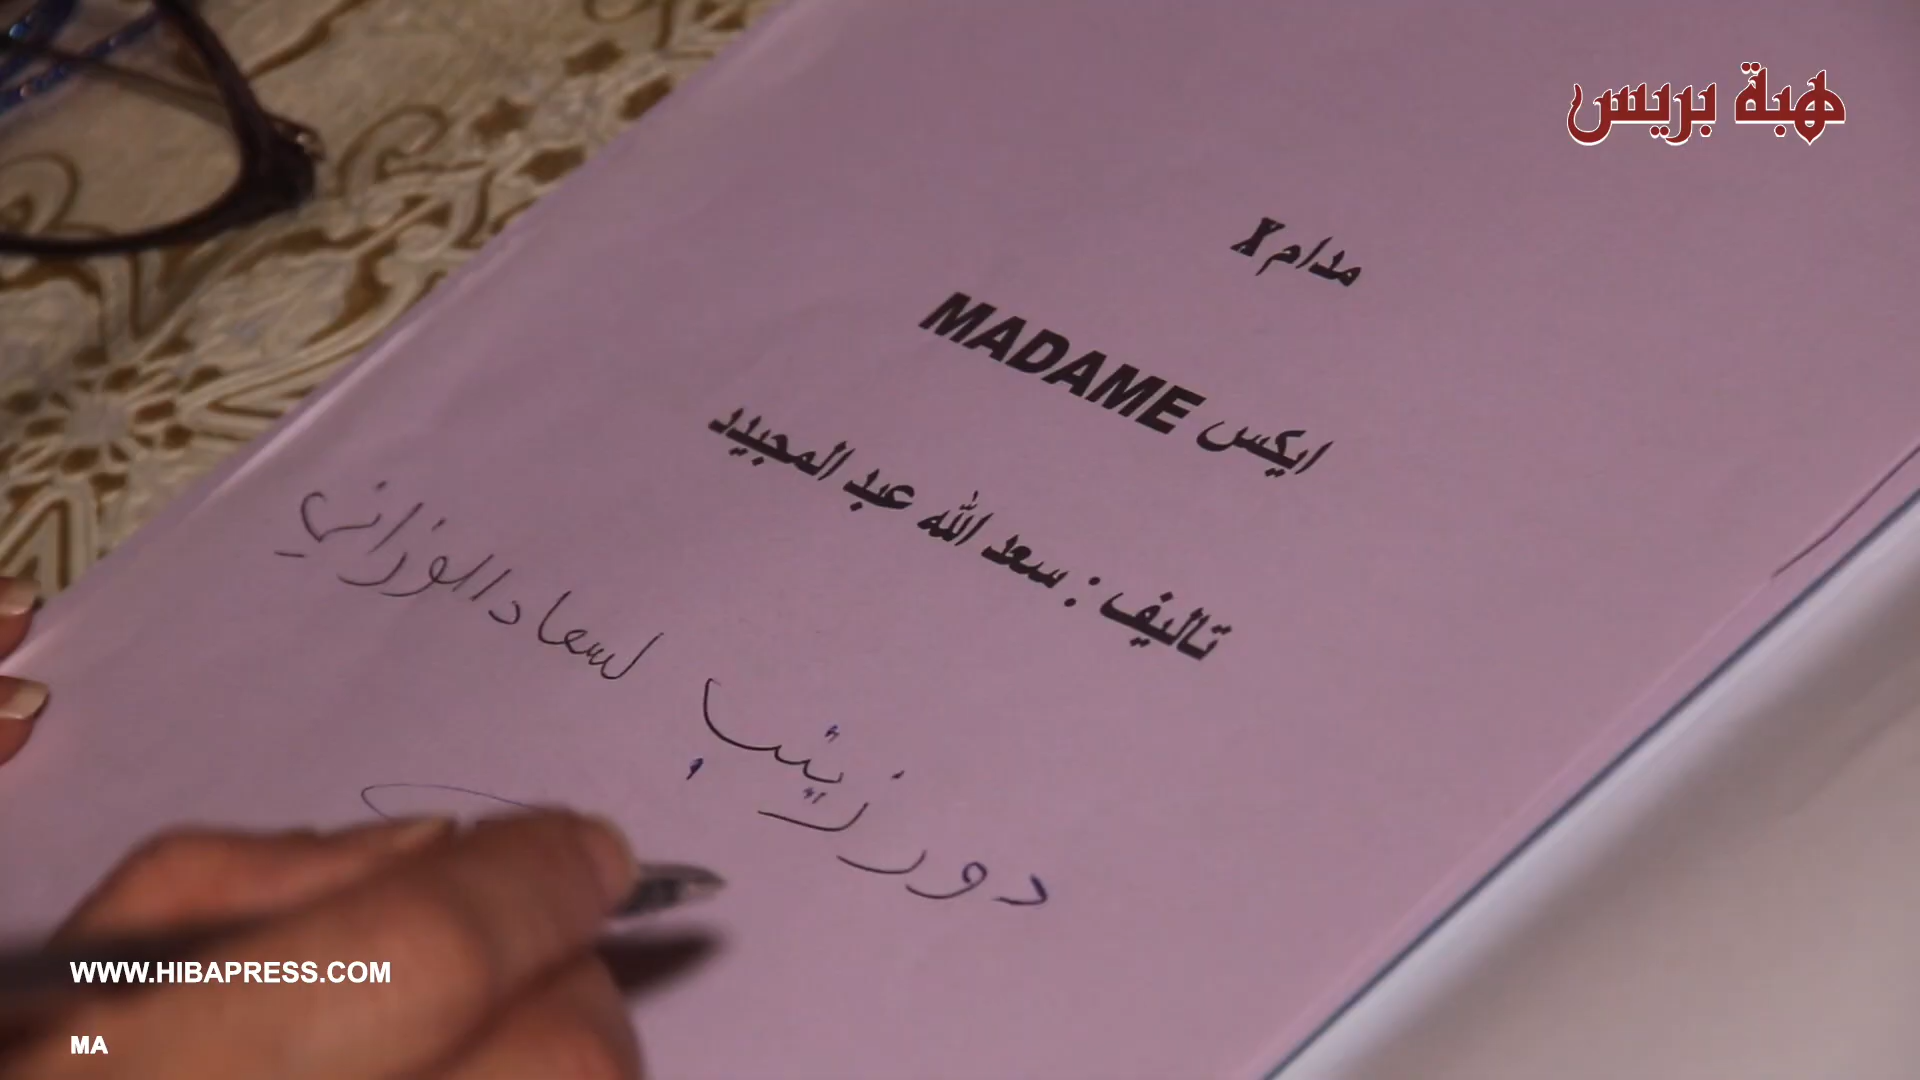 هبة بريس
مدام X
ايكس MADAME
تاليف : سعد الله عبد المجيد
دور زينب لسعاد الوزاني
WWW.HIBAPRESS.COM
MA